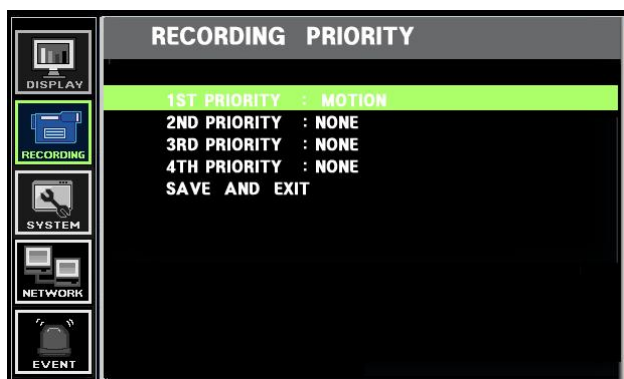 RECORDING PRIORITY
DISPLAY
RECORDING
SYSTEM
NETWORK
EVENT
1ST PRIORITY : MOTION
2ND PRIORITY : NONE
3RD PRIORITY : NONE
4TH PRIORITY : NONE
SAVE AND EXIT